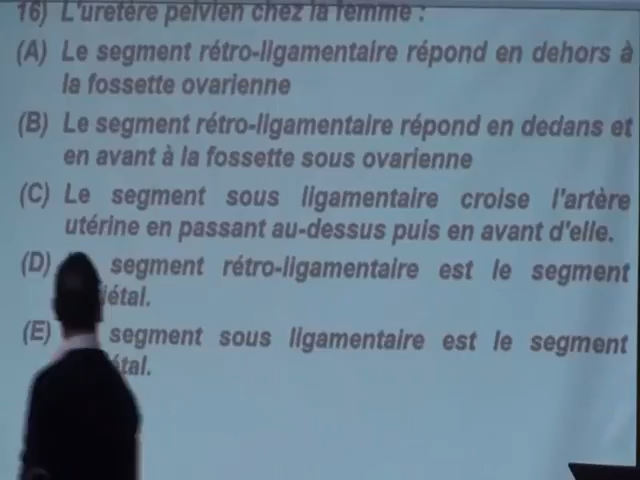 16) L'uretère pelvien chez la femme :
(A) Le segment rétro-ligamentaire répond en dehors à
la fossette ovarienne
(B) Le segment rétro-ligamentaire répond en dedans et
en avant à la fossette sous ovarienne
(C) Le segment sous ligamentaire croise l'artère
utérine en passant au-dessus puis en avant d'elle.
(D) segment rétro-ligamentaire est le segment
iétal.
(E) segment sous ligamentaire est le segment
étal.